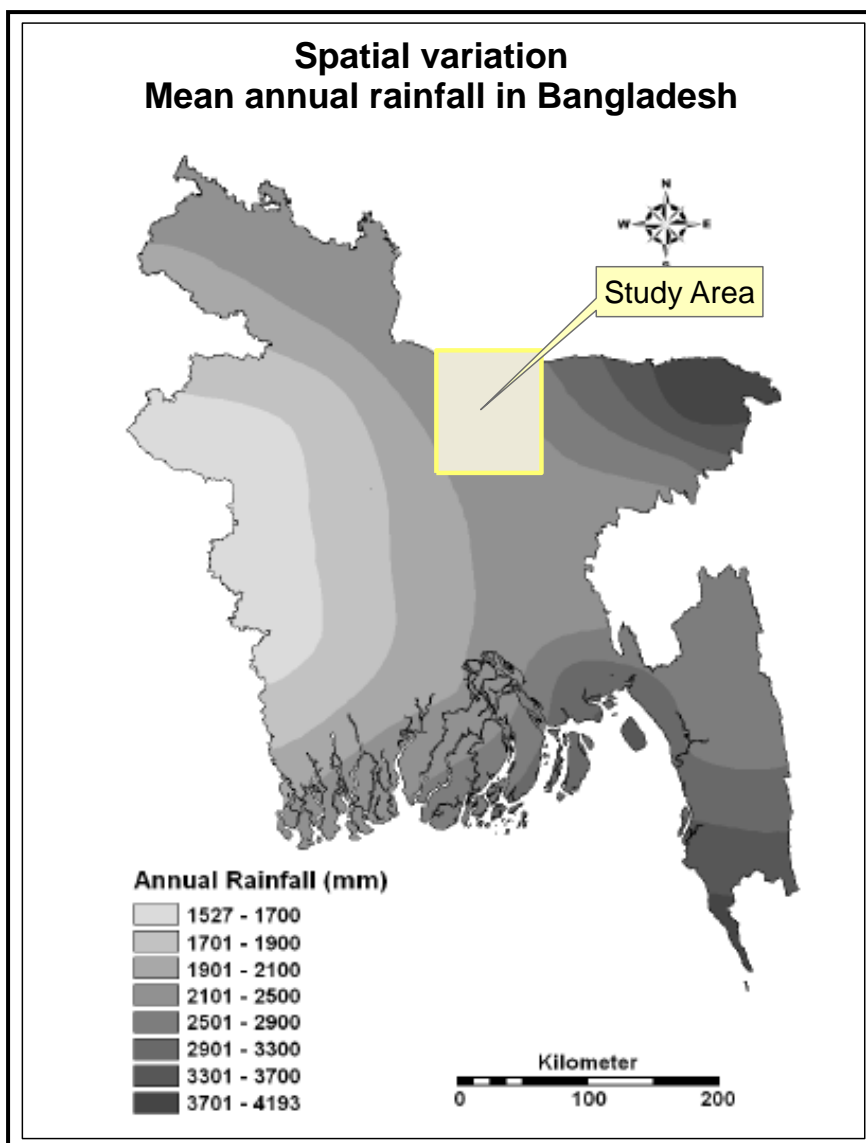 Spatial variation
Mean annual rainfall in Bangladesh
N
W E
S
Study Area
Annual Rainfall (mm)
1527 - 1700
1701 - 1900
1901 - 2100
2101 - 2500
2501 - 2900
2901 - 3300
3301 - 3700
3701 - 4193
Kilometer
0 100 200